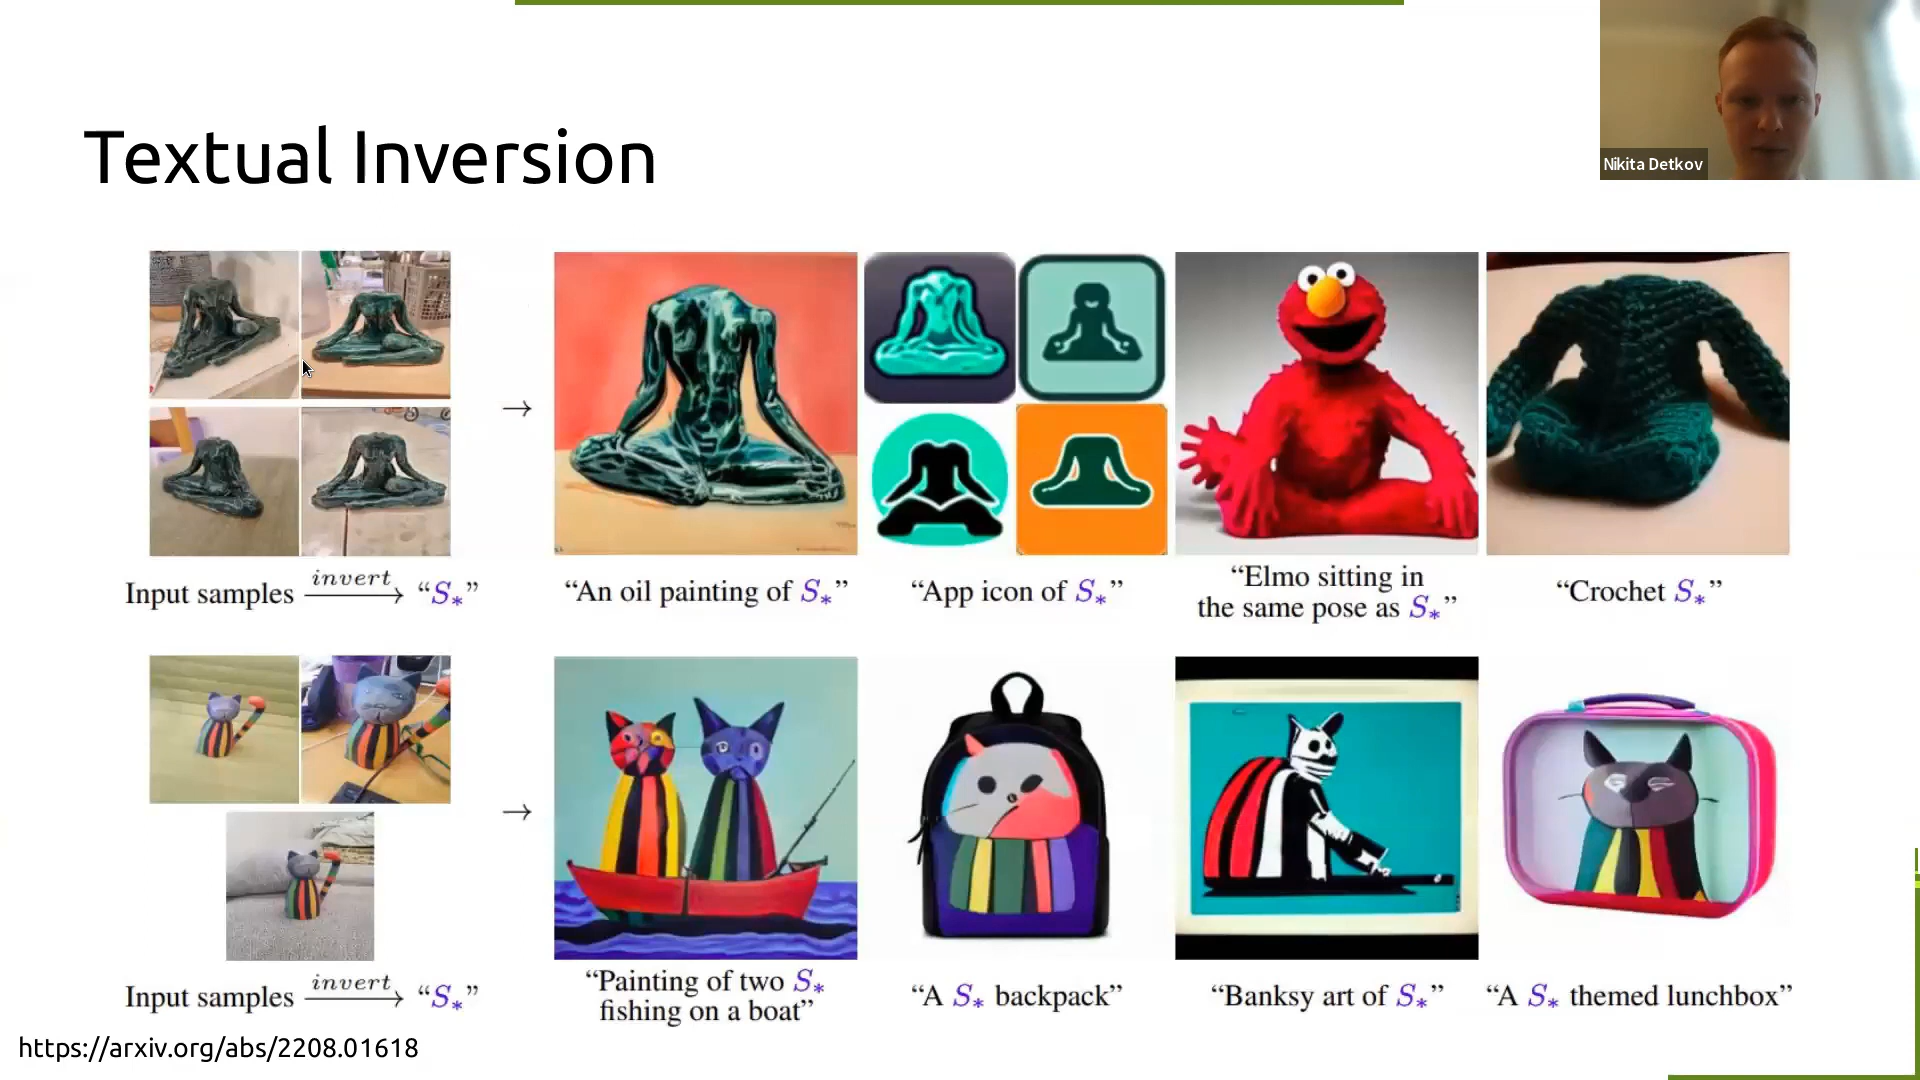 Nikita Detkov
Textual Inversion
Input samples invert → “S*”
→
“An oil painting of S*”
“App icon of S*”
“Elmo sitting in
the same pose as S*”
“Crochet S*”
Input samples invert → “S*”
→
“Painting of two S*
fishing on a boat”
“A S* backpack”
“Banksy art of S*”
“A S* themed lunchbox”
https://arxiv.org/abs/2208.01618